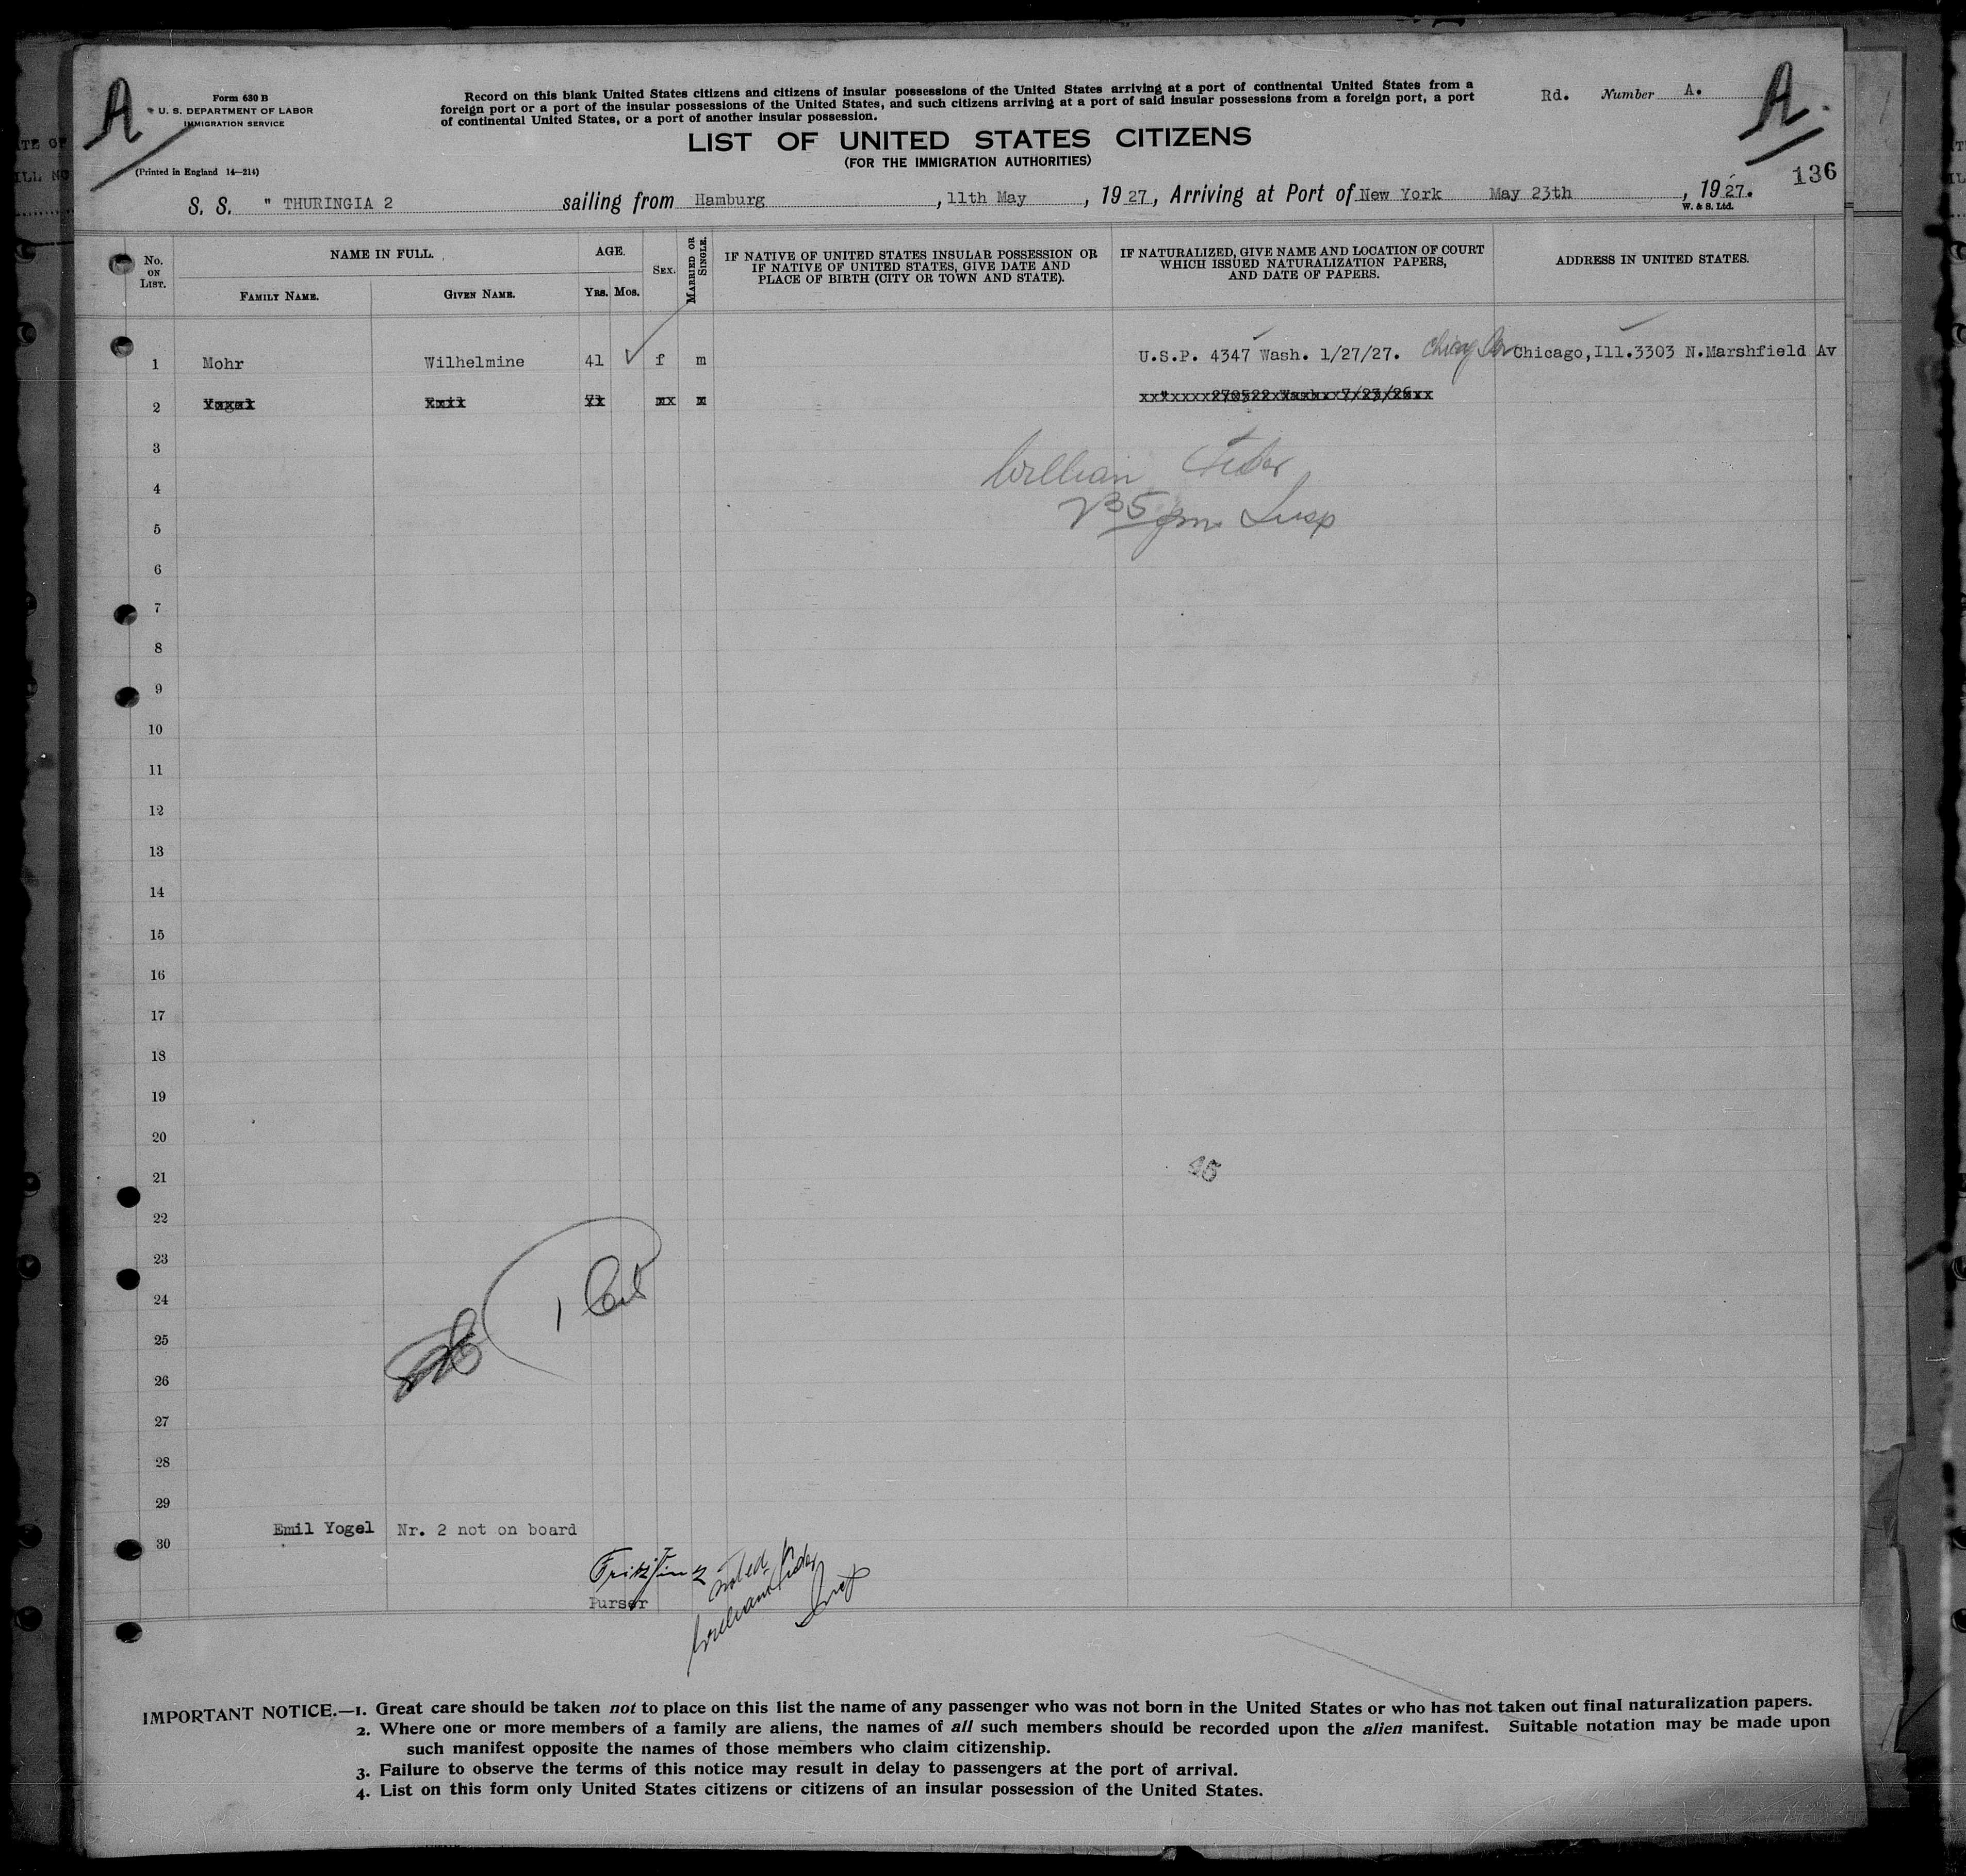 A
Form 630 B
U. S. DEPARTMENT OF LABOR
IMMIGRATION SERVICE
(Printed in England 14—214)
Record on this blank United States citizens and citizens of insular possessions of the United States arriving at a port of continental United States from a
foreign port or a port of the insular possessions of the United States, and such citizens arriving at a port of said insular possessions from a foreign port, a port
of continental United States, or a port of another insular possession.
LIST OF UNITED STATES CITIZENS
(FOR THE IMMIGRATION AUTHORITIES)
Rd. Number A.
A
136
S. S. " THURINGIA 2 sailing from Hamburg, 11th May, 1927, Arriving at Port of New York May 23th, 1927.
W. & S. Ltd.
No. ON LIST.
NAME IN FULL.
FAMILY NAME.
GIVEN NAME.
AGE.
YRS. MOS.
SEX.
MARRIED OR SINGLE.
IF NATIVE OF UNITED STATES INSULAR POSSESSION OR
IF NATIVE OF UNITED STATES, GIVE DATE AND
PLACE OF BIRTH (CITY OR TOWN AND STATE).
IF NATURALIZED, GIVE NAME AND LOCATION OF COURT
WHICH ISSUED NATURALIZATION PAPERS,
AND DATE OF PAPERS.
ADDRESS IN UNITED STATES.
1 Mohr Wilhelmine 41 f m U.S.P. 4347 Wash. 1/27/27. Chicago,Ill.3303 N.Marshfield Av
2
3
William
4
235 pm Insp
5
6
7
8
9
10
11
12
13
14
15
16
17
18
19
20
21
45
22
23
24
1
25
26
27
28
29
Emil Yogel Nr. 2 not on board
30
Fritz
Purser
noted
William
Insp
IMPORTANT NOTICE.—1. Great care should be taken not to place on this list the name of any passenger who was not born in the United States or who has not taken out final naturalization papers.
2. Where one or more members of a family are aliens, the names of all such members should be recorded upon the alien manifest. Suitable notation may be made upon
such manifest opposite the names of those members who claim citizenship.
3. Failure to observe the terms of this notice may result in delay to passengers at the port of arrival.
4. List on this form only United States citizens or citizens of an insular possession of the United States.